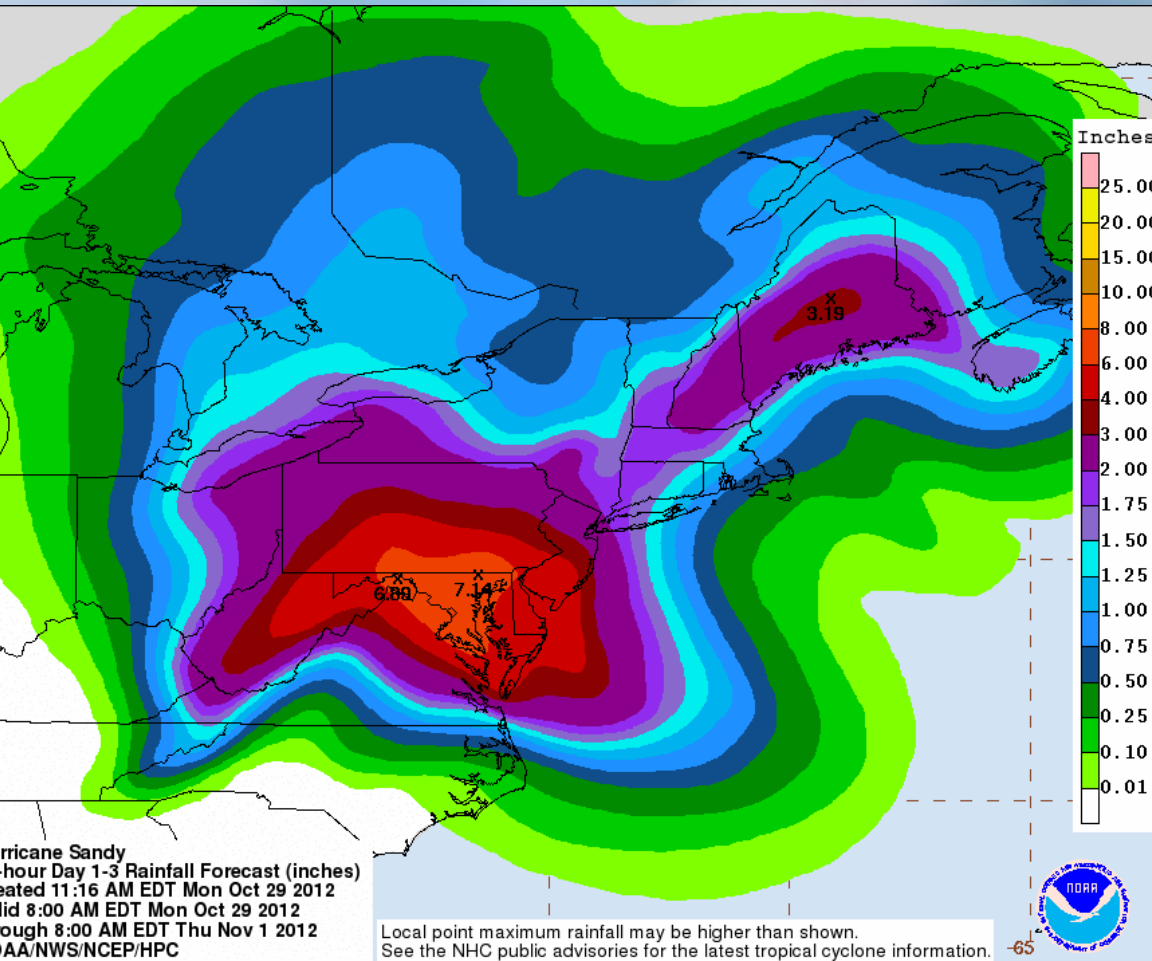 Inches
25.00
20.00
15.00
10.00
8.00
6.00
4.00
3.00
2.00
1.75
1.50
1.25
1.00
0.75
0.50
0.25
0.10
0.01
3.19
7.14
rricane Sandy
-hour Day 1-3 Rainfall Forecast (inches)
eated 11:16 AM EDT Mon Oct 29 2012
lid 8:00 AM EDT Mon Oct 29 2012
rough 8:00 AM EDT Thu Nov 1 2012
OAA/NWS/NCEP/HPC
Local point maximum rainfall may be higher than shown.
See the NHC public advisories for the latest tropical cyclone information.
-65
NOAA